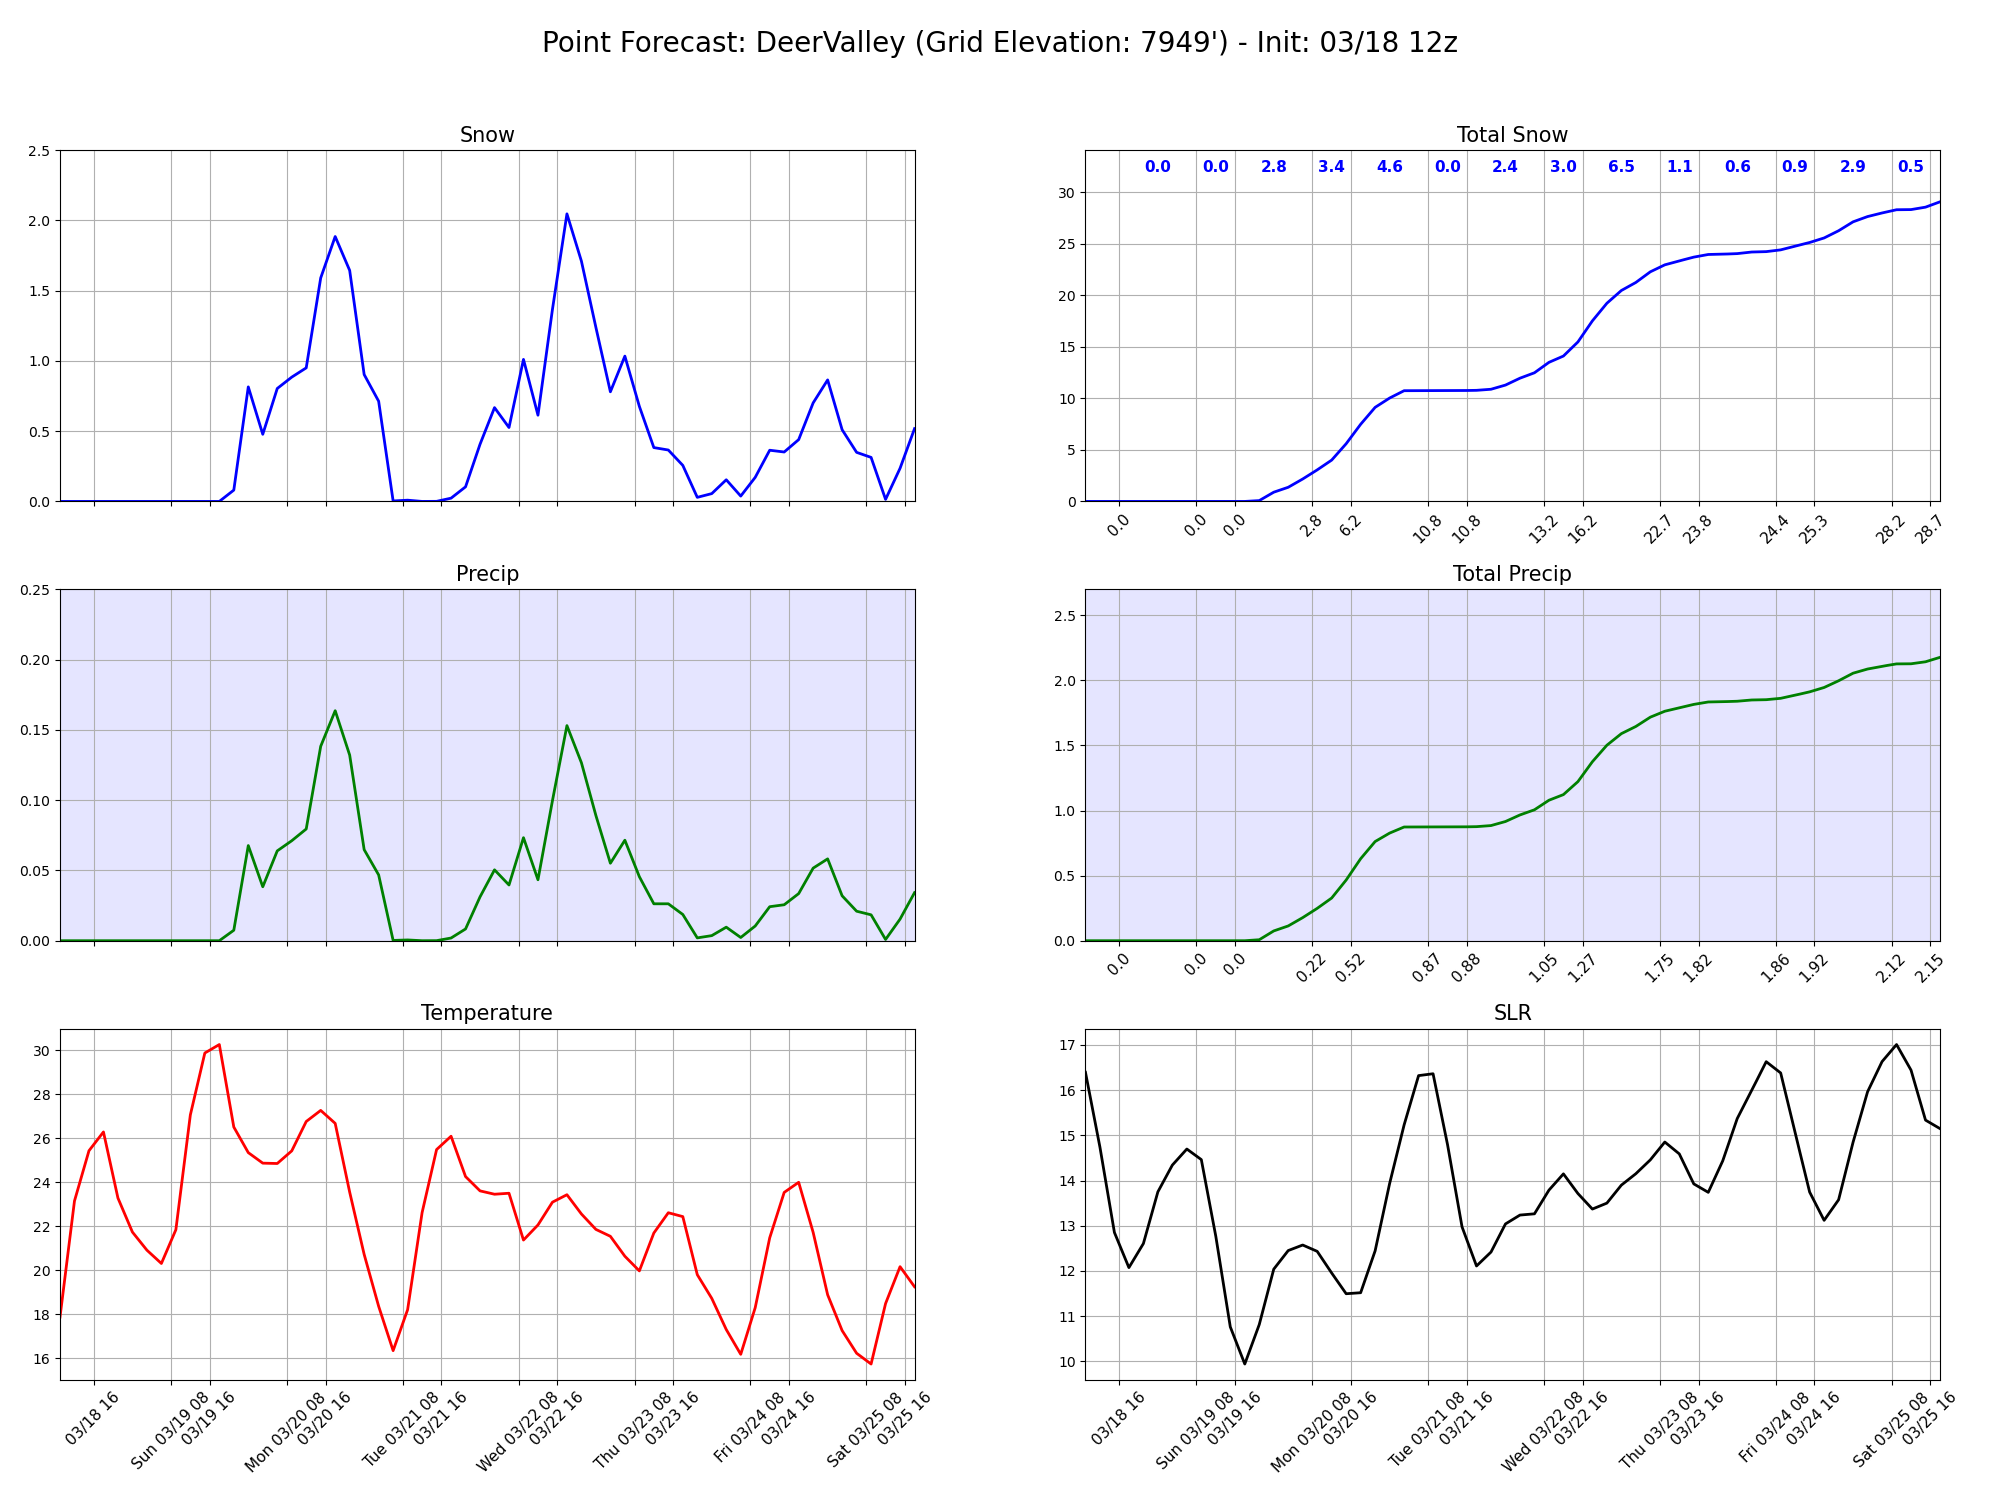 Point Forecast: DeerValley (Grid Elevation: 7949') - Init: 03/18 12z
Snow
2.5
2.0
1.5
1.0
0.5
0.0
Total Snow
0.0 0.0 2.8 3.4 4.6 0.0 2.4 3.0 6.5 1.1 0.6 0.9 2.9 0.5
30
25
20
15
10
5
0
0.0 0.0 0.0 2.8 6.2 10.8 10.8 13.2 16.2 22.7 23.8 24.4 25.3 28.2 28.7
Precip
0.25
0.20
0.15
0.10
0.05
0.00
Total Precip
2.5
2.0
1.5
1.0
0.5
0.0
0.0 0.0 0.0 0.22 0.52 0.87 0.88 1.05 1.27 1.75 1.82 1.86 1.92 2.12 2.15
Temperature
30
28
26
24
22
20
18
16
03/18 16
Sun 03/19 08
03/19 16
Mon 03/20 08
03/20 16
Tue 03/21 08
03/21 16
Wed 03/22 08
03/22 16
Thu 03/23 08
03/23 16
Fri 03/24 08
03/24 16
Sat 03/25 08
03/25 16
SLR
17
16
15
14
13
12
11
10
03/18 16
Sun 03/19 08
03/19 16
Mon 03/20 08
03/20 16
Tue 03/21 08
03/21 16
Wed 03/22 08
03/22 16
Thu 03/23 08
03/23 16
Fri 03/24 08
03/24 16
Sat 03/25 08
03/25 16